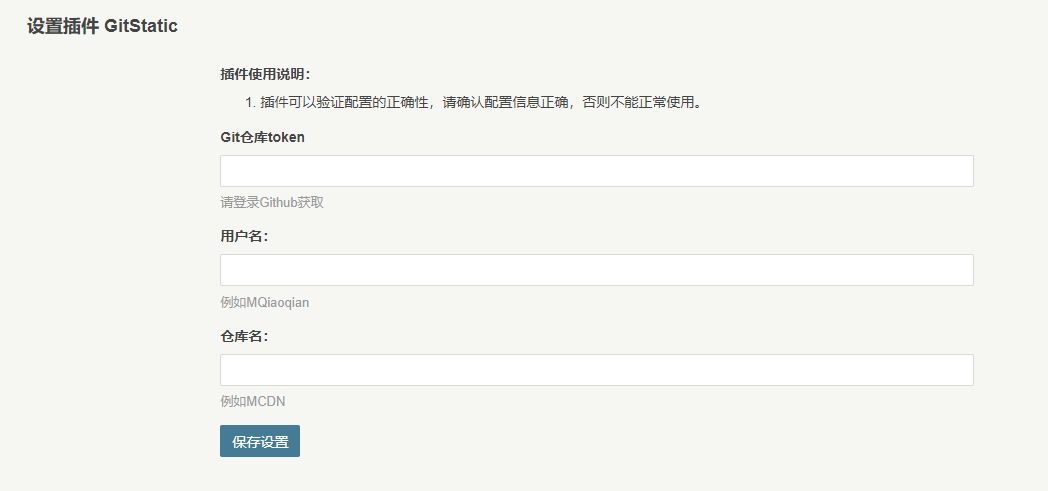 设置插件 GitStatic
插件使用说明：
1. 插件可以验证配置的正确性，请确认配置信息正确，否则不能正常使用。
Git仓库token
请登录Github获取
用户名：
例如MQiaoqian
仓库名：
例如MCDN
保存设置